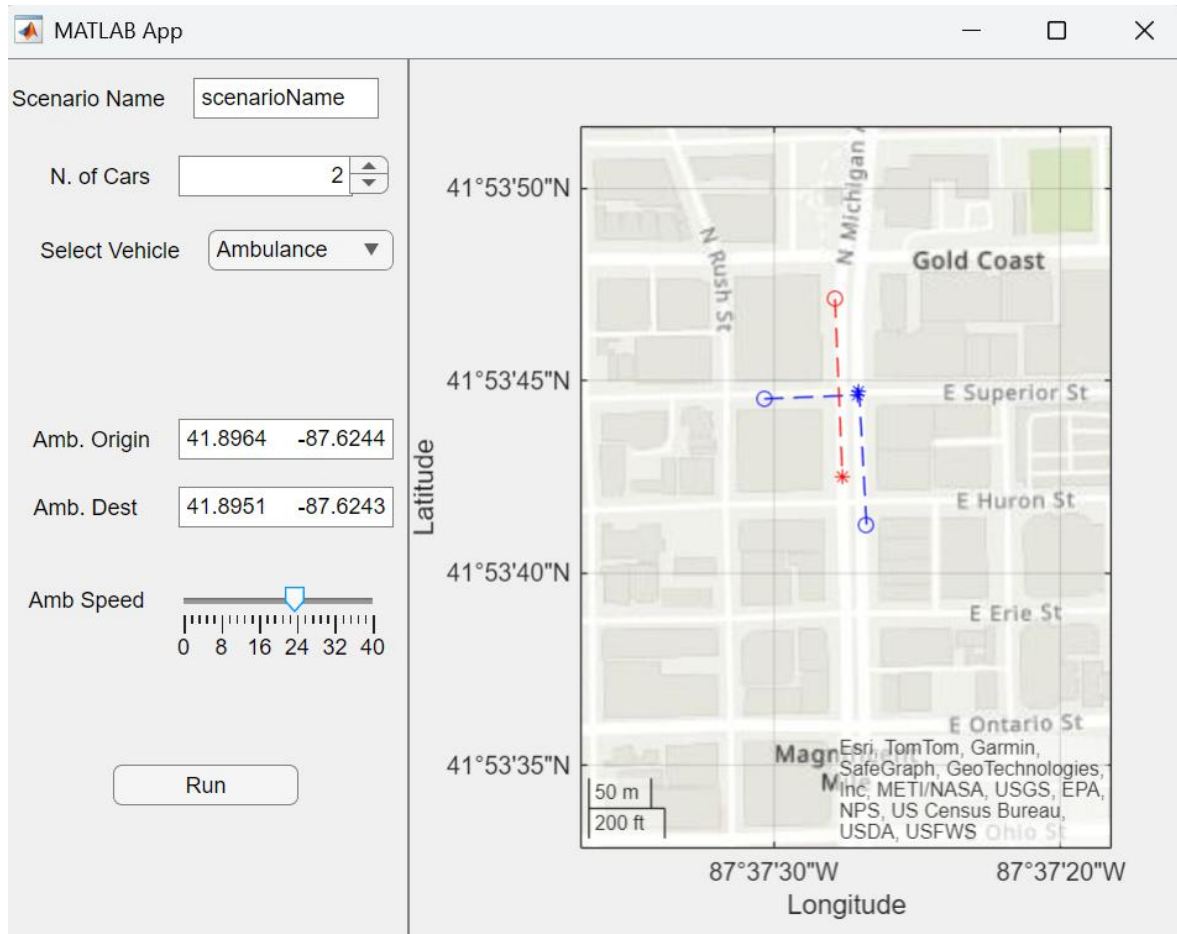 MATLAB App
Scenario Name
scenarioName
N. of Cars
2
Select Vehicle
Ambulance
Amb. Origin
41.8964 -87.6244
Amb. Dest
41.8951 -87.6243
Amb Speed
0 8 16 24 32 40
Run
Latitude
41°53'50"N
41°53'45"N
41°53'40"N
41°53'35"N
N Rush St
N Michigan
Gold Coast
E Superior St
E Huron St
E Erie St
E Ontario St
50 m
200 ft
Esri, TomTom, Garmin,
SafeGraph, GeoTechnologies,
Inc, METI/NASA, USGS, EPA,
NPS, US Census Bureau,
USDA, USFWS
Ohio St
87°37'30"W 87°37'20"W
Longitude